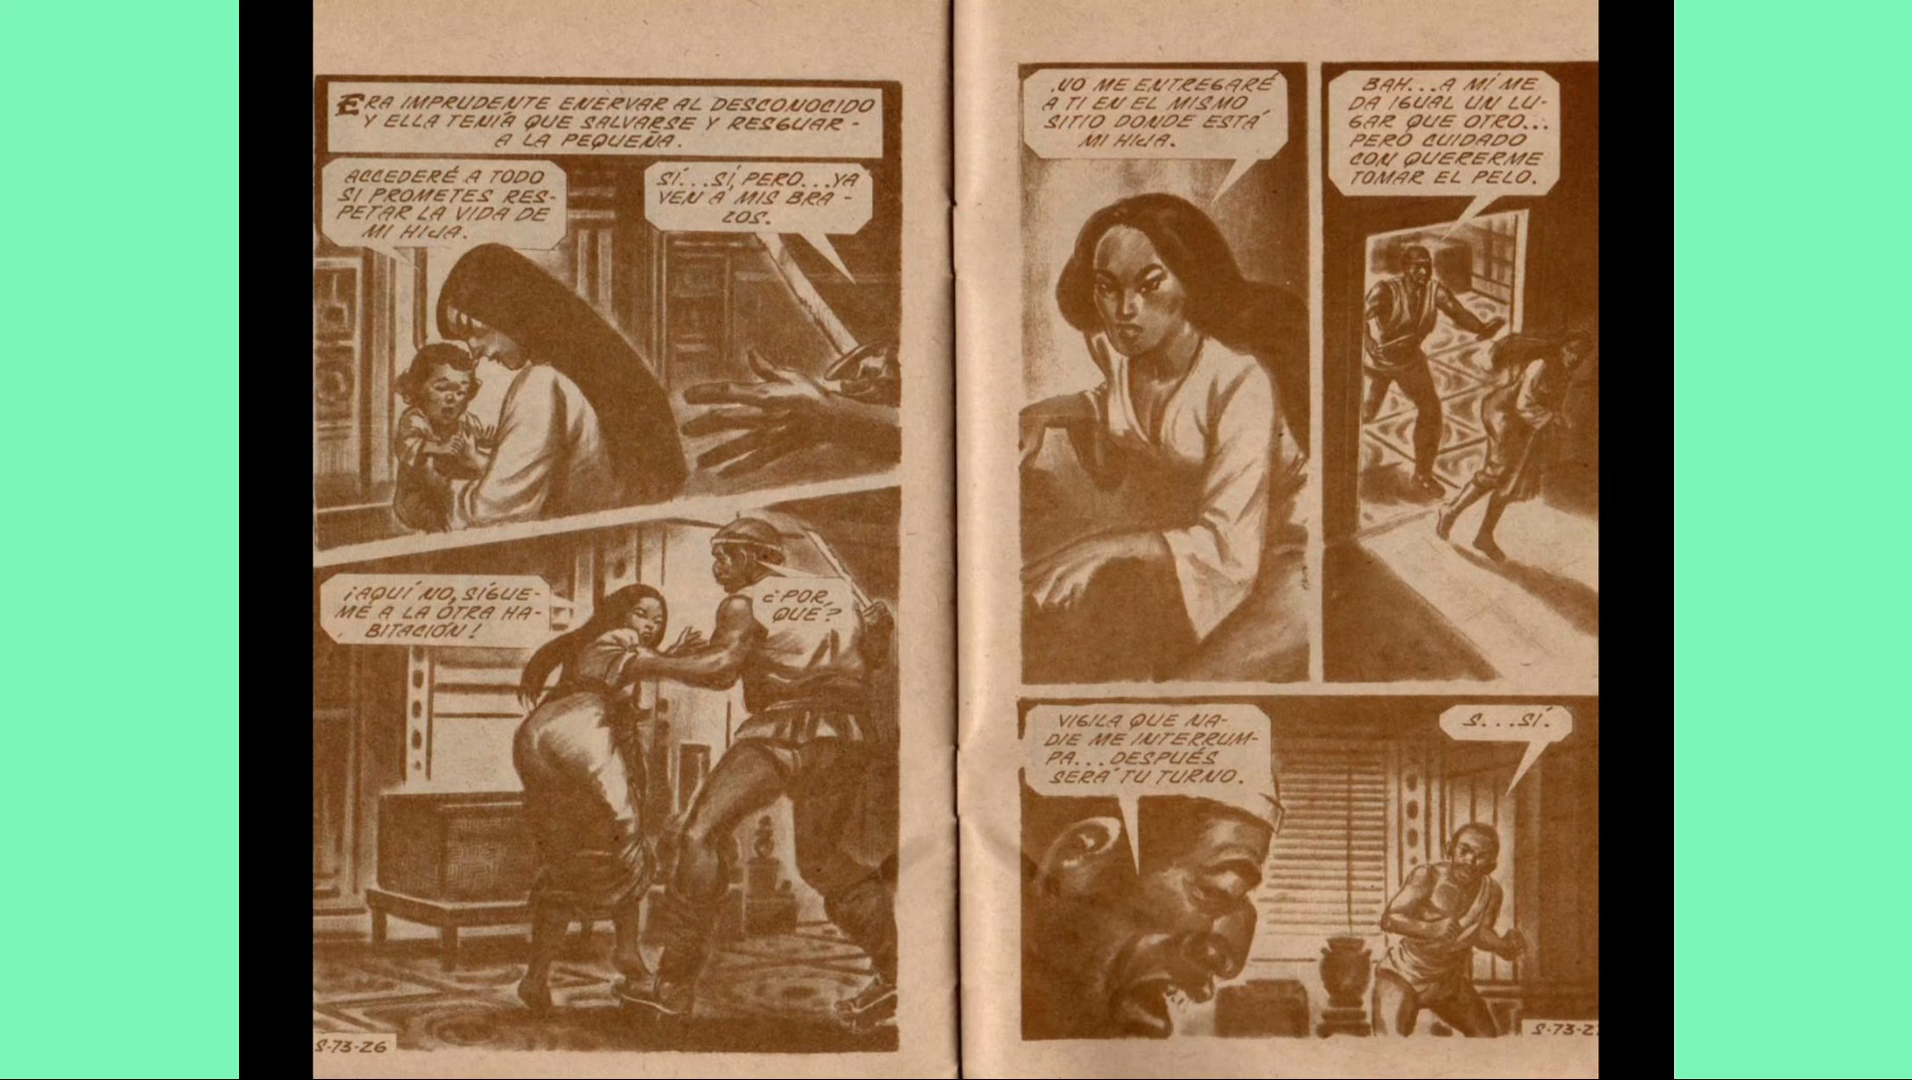 ERA IMPRUDENTE ENERVAR AL DESCONOCIDO
Y ELLA TENÍA QUE SALVARSE Y RESGUAR-
A LA PEQUEÑA.
ACCEDERÉ A TODO
SI PROMETES RES-
PETAR LA VIDA DE
MI HIJA.
SÍ...SÍ, PERO...YA
VEN A MIS BRA-
ZOS.
¡AQUÍ NO, SÍGUE-
ME A LA OTRA HA-
BITACIÓN!
¿POR
QUÉ?
S-73-26
NO ME ENTREGARÉ
A TI EN EL MISMO
SITIO DONDE ESTÁ
MI HIJA.
BAH...A MÍ ME
DA IGUAL UN LU-
GAR QUE OTRO...
PERO CUIDADO
CON QUERERME
TOMAR EL PELO.
VIGILA QUE NA-
DIE ME INTERRUM-
PA...DESPUÉS
SERÁ TU TURNO.
S...SÍ.
S-73-2